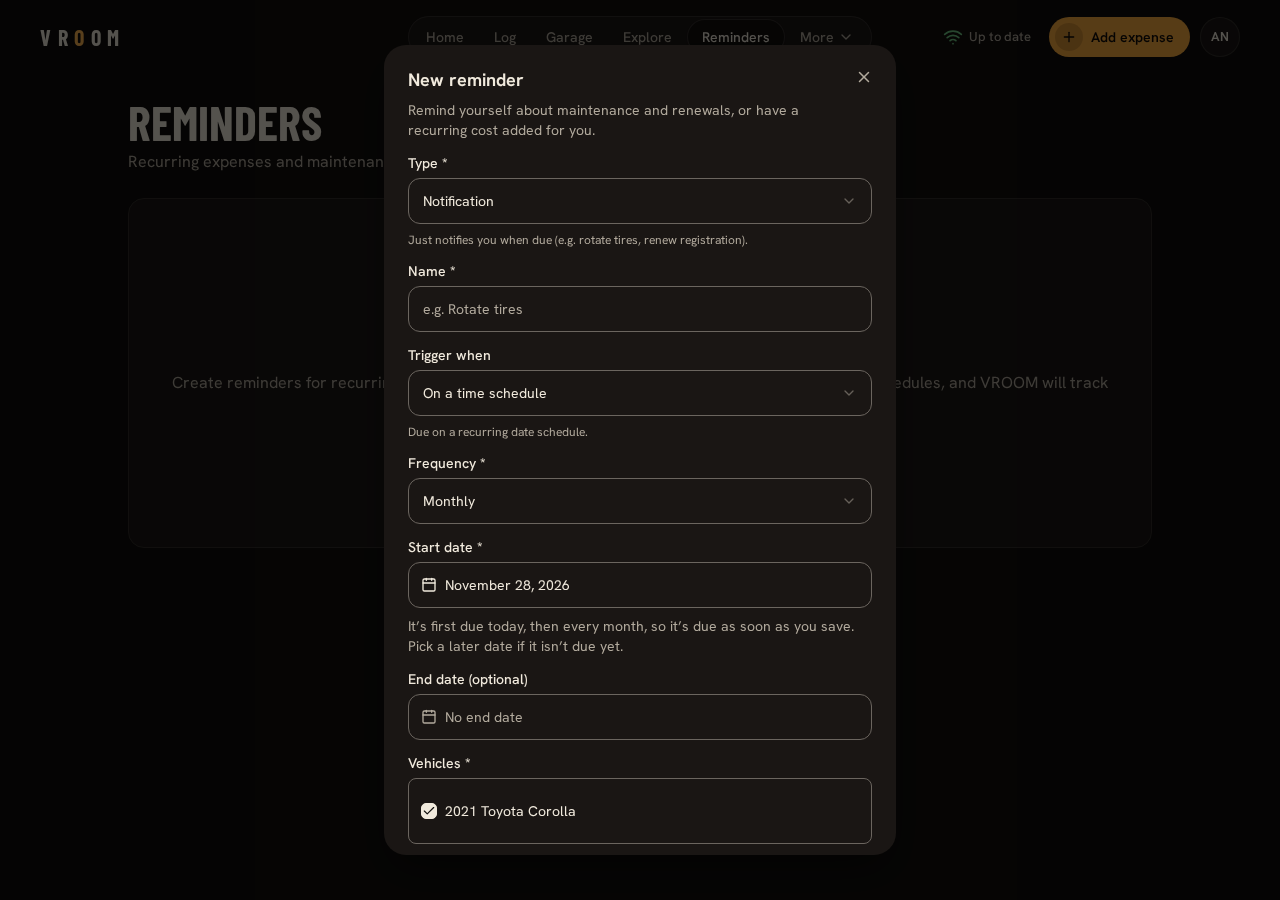 VROOM
Home Log Garage Explore Reminders More
Up to date
Add expense
AN
REMINDERS
Recurring expenses and maintenan
Create reminders for recurri
edules, and VROOM will track
New reminder
Remind yourself about maintenance and renewals, or have a
recurring cost added for you.
Type *
Notification
Just notifies you when due (e.g. rotate tires, renew registration).
Name *
e.g. Rotate tires
Trigger when
On a time schedule
Due on a recurring date schedule.
Frequency *
Monthly
Start date *
November 28, 2026
It’s first due today, then every month, so it’s due as soon as you save.
Pick a later date if it isn’t due yet.
End date (optional)
No end date
Vehicles *
2021 Toyota Corolla